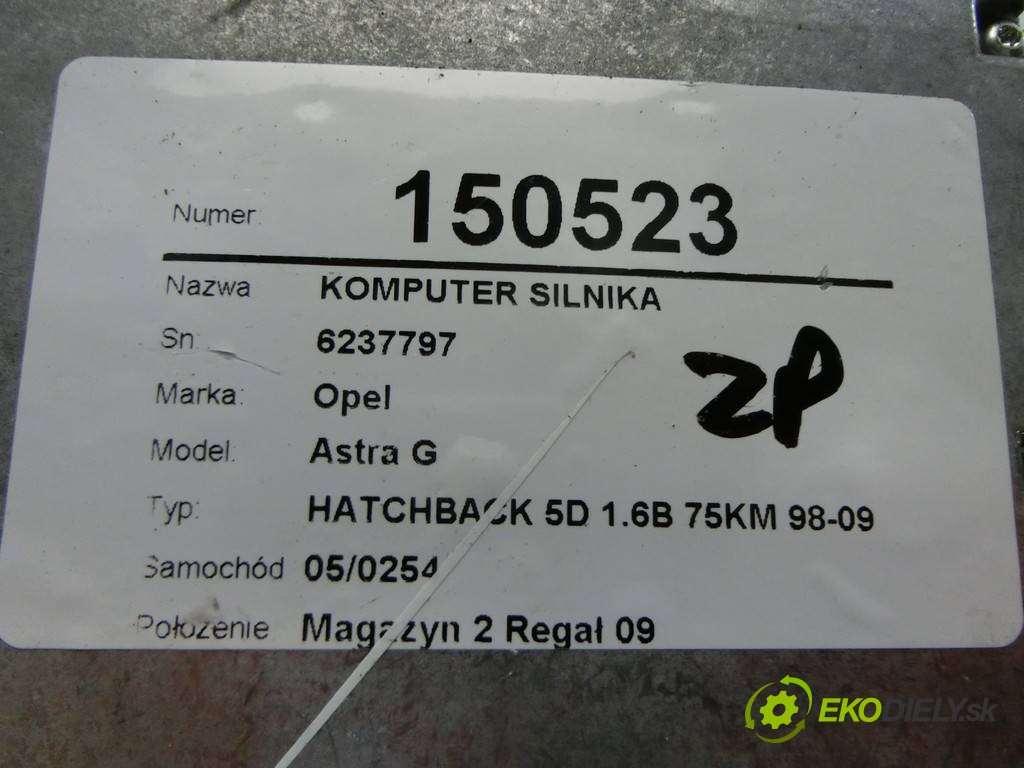 Numer: 150523
Nazwa KOMPUTER SILNIKA
Sn 6237797
Marka: Opel
ZP
Model: Astra G
Typ: HATCHBACK 5D 1.6B 75KM 98-09
Samochód 05/0254
Położenie Magazyn 2 Regał 09
EKODIELY.sk